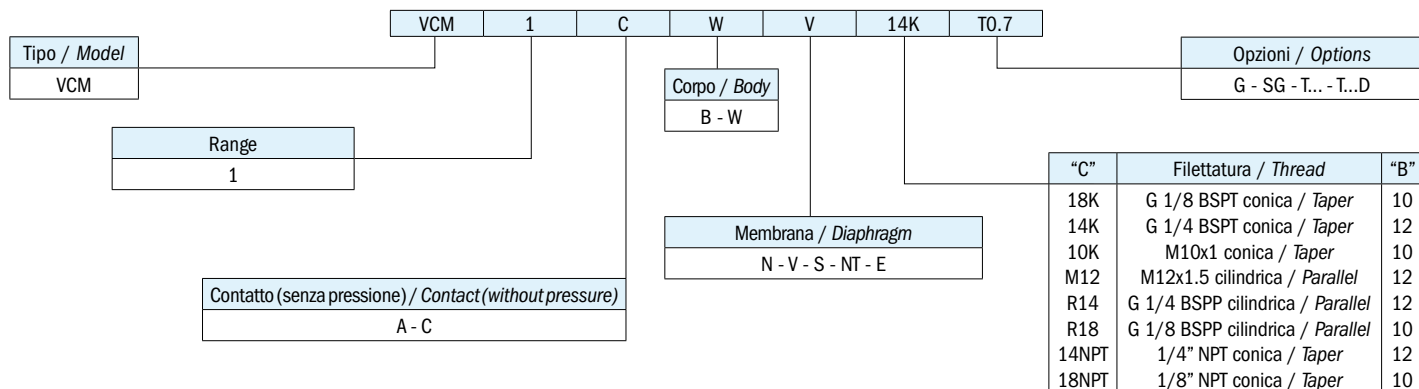 VCM 1 C W V 14K T0.7
Tipo / Model
VCM
Opzioni / Options
G - SG - T... - T...D
Corpo / Body
B - W
Range
1
“C” Filettatura / Thread “B”
18K G 1/8 BSPT conica / Taper 10
14K G 1/4 BSPT conica / Taper 12
10K M10x1 conica / Taper 10
M12 M12x1.5 cilindrica / Parallel 12
R14 G 1/4 BSPP cilindrica / Parallel 12
R18 G 1/8 BSPP cilindrica / Parallel 10
14NPT 1/4” NPT conica / Taper 12
18NPT 1/8” NPT conica / Taper 10
Membrana / Diaphragm
N - V - S - NT - E
Contatto (senza pressione) / Contact (without pressure)
A - C